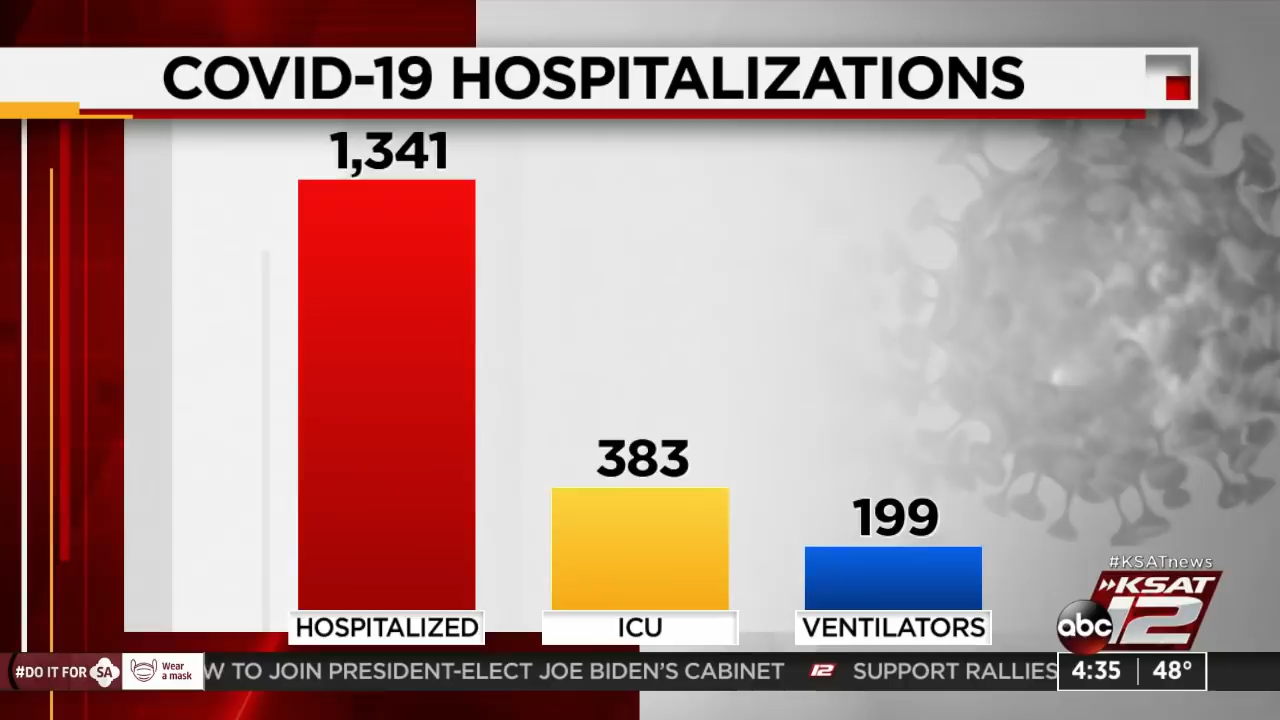 COVID-19 HOSPITALIZATIONS
1,341
383
199
HOSPITALIZED
ICU
VENTILATORS
#KSATnews
KSAT
12
abc
#DO IT FOR SA
Wear
a mask
W TO JOIN PRESIDENT-ELECT JOE BIDEN'S CABINET 12 SUPPORT RALLIES
4:35 48°